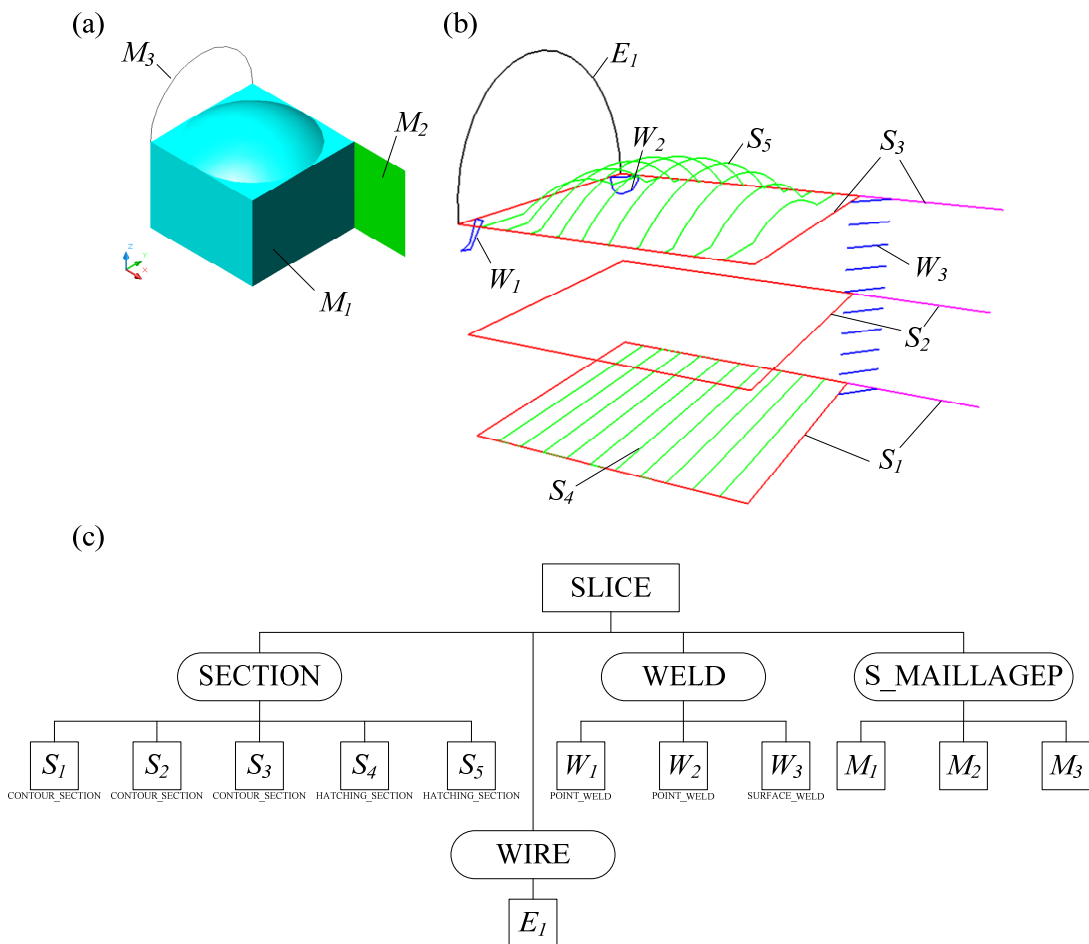 (a)
(b)
M3
E1
M2
W2
S5
S3
W1
W3
M1
S2
S1
S4
z
y
x
(c)
SLICE
SECTION
WELD
S_MAILLAGEP
S1 S2 S3 S4 S5 W1 W2 W3 M1 M2 M3
CONTOUR_SECTION CONTOUR_SECTION CONTOUR_SECTION HATCHING_SECTION HATCHING_SECTION POINT_WELD POINT_WELD SURFACE_WELD
WIRE
E1